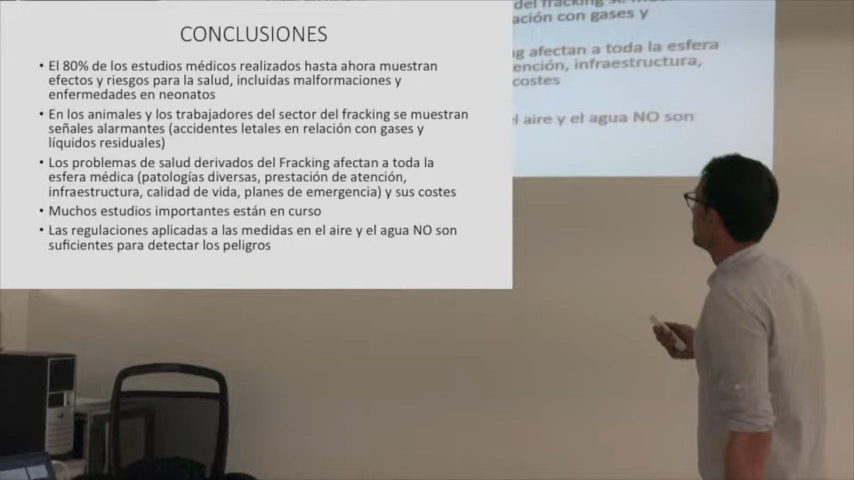 CONCLUSIONES
• El 80% de los estudios médicos realizados hasta ahora muestran
efectos y riesgos para la salud, incluidas malformaciones y
enfermedades en neonatos
• En los animales y los trabajadores del sector del fracking se muestran
señales alarmantes (accidentes letales en relación con gases y
líquidos residuales)
• Los problemas de salud derivados del Fracking afectan a toda la
esfera médica (patologías diversas, prestación de atención,
infraestructura, calidad de vida, planes de emergencia) y sus costes
• Muchos estudios importantes están en curso
• Las regulaciones aplicadas a las medidas en el aire y el agua NO son
suficientes para detectar los peligros
del fracking se
ación con gases y
ng afectan a toda la esfera
ención, infraestructura,
costes
el aire y el agua NO son